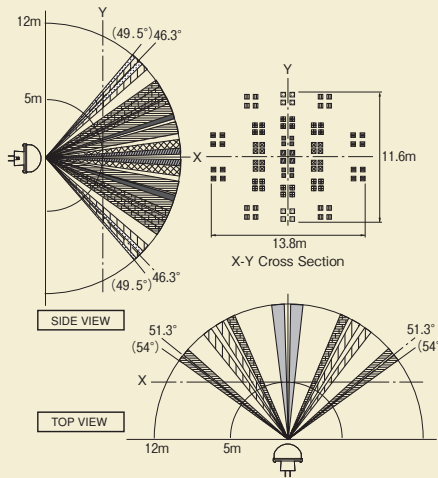 12m
Y
(49.5°)
46.3°
5m
X
46.3°
(49.5°)
SIDE VIEW
Y
11.6m
13.8m
X-Y Cross Section
51.3°
(54°)
51.3°
(54°)
X
TOP VIEW
12m
5m